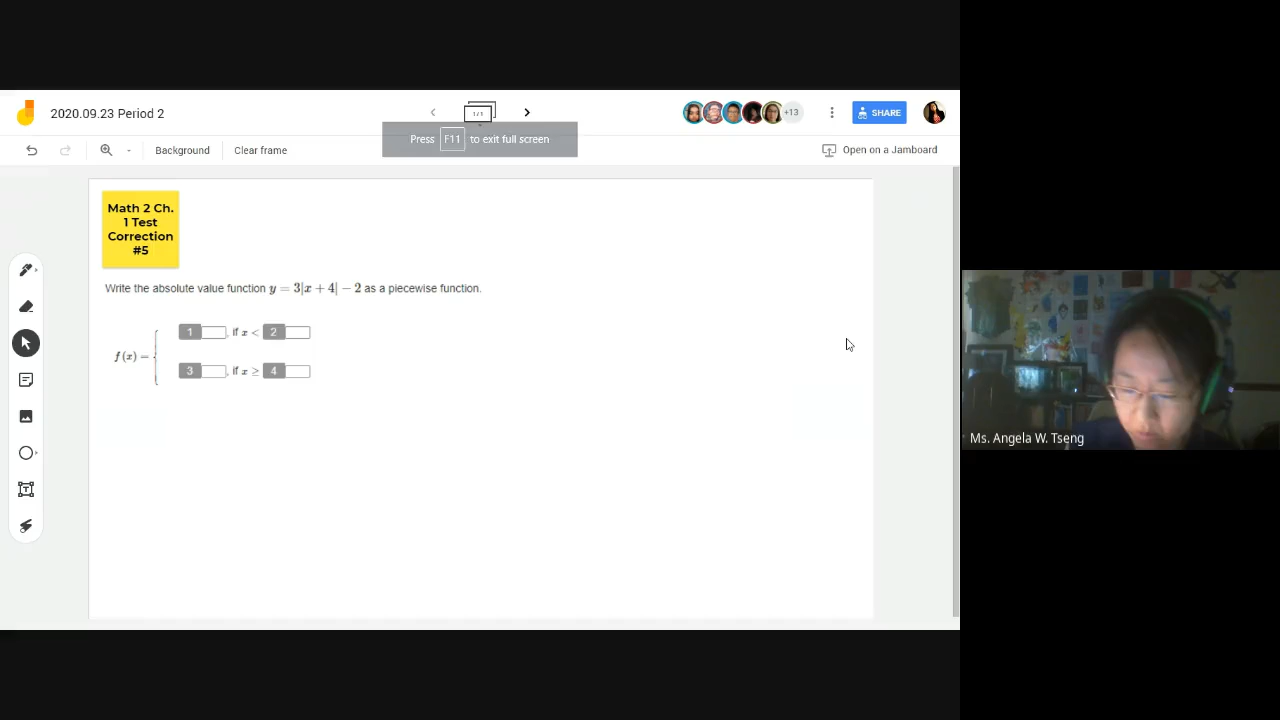 2020.09.23 Period 2
1/1
+13
SHARE
Press F11 to exit full screen
Background
Clear frame
Open on a Jamboard
Math 2 Ch.
1 Test
Correction
#5
Write the absolute value function y = 3|x + 4| − 2 as a piecewise function.
1 , if x < 2
f(x) =
3 , if x ≥ 4
Ms. Angela W. Tseng